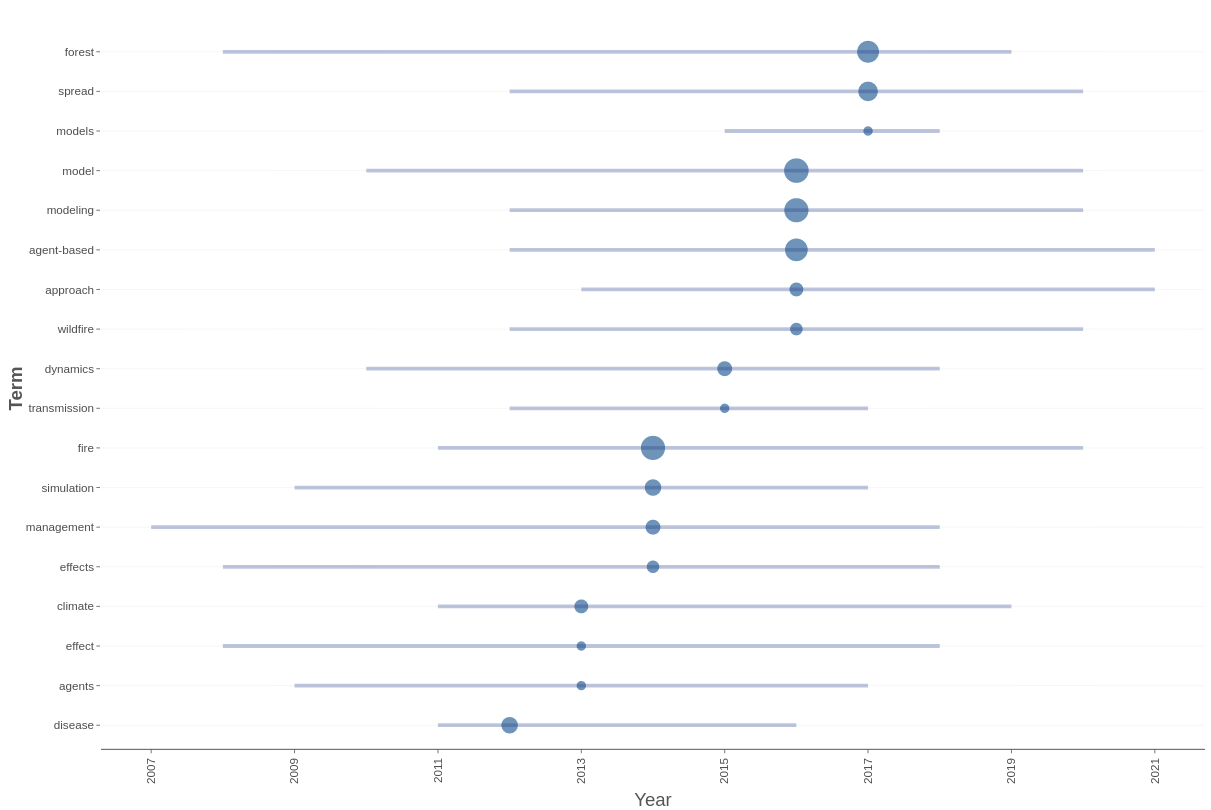 forest
spread
models
model
modeling
agent-based
approach
wildfire
dynamics
transmission
fire
simulation
management
effects
climate
effect
agents
disease
Term
2007 2009 2011 2013 2015 2017 2019 2021
Year